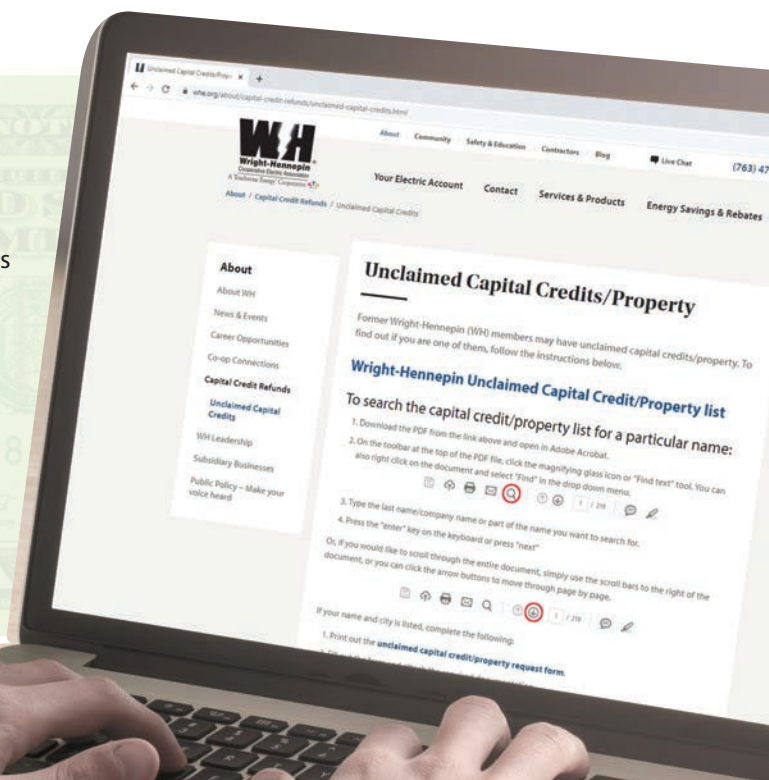 Unclaimed Capital Credits/Prope
whe.org/about/capital-credit-refunds/unclaimed-capital-credits.html
WH
Wright-Hennepin
Cooperative Electric Association
A Touchstone Energy® Cooperative
About Community Safety & Education Contractors Blog Live Chat (763) 47
Your Electric Account Contact Services & Products Energy Savings & Rebates
About / Capital Credit Refunds / Unclaimed Capital Credits
s
About
About WH
News & Events
Career Opportunities
Co-op Connections
Capital Credit Refunds
Unclaimed Capital
Credits
WH Leadership
Subsidiary Businesses
Public Policy – Make your
voice heard
Unclaimed Capital Credits/Property
Former Wright-Hennepin (WH) members may have unclaimed capital credits/property. To
find out if you are one of them, follow the instructions below.
Wright-Hennepin Unclaimed Capital Credit/Property list
To search the capital credit/property list for a particular name:
1. Download the PDF from the link above and open in Adobe Acrobat.
2. On the toolbar at the top of the PDF file, click the magnifying glass icon or "Find text" tool. You can
also right click on the document and select "Find" in the drop down menu.
1 / 219
3. Type the last name/company name or part of the name you want to search for.
4. Press the "enter" key on the keyboard or press "next"
Or, if you would like to scroll through the entire document, simply use the scroll bars to the right of the
document, or you can click the arrow buttons to move through page by page.
1 / 219
If your name and city is listed, complete the following:
1. Print out the unclaimed capital credit/property request form.